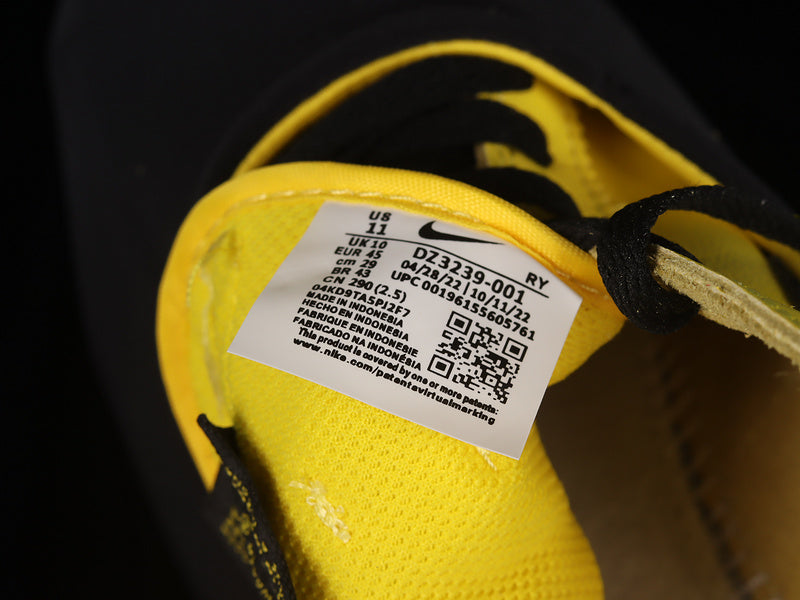 US
11
UK 10
EUR 45
cm 29
BR 43
CN 290 (2.5)
DZ3239-001 RY
04/28/22 | 10/11/22
UPC 00196155605761
04KD9TA5PJ2F7
MADE IN INDONESIA
HECHO EN INDONESIA
FABRIQUE EN INDONESIE
FABRICADO NA INDONÉSIA
This product is covered by one or more patents:
www.nike.com/patentavirtualmarking